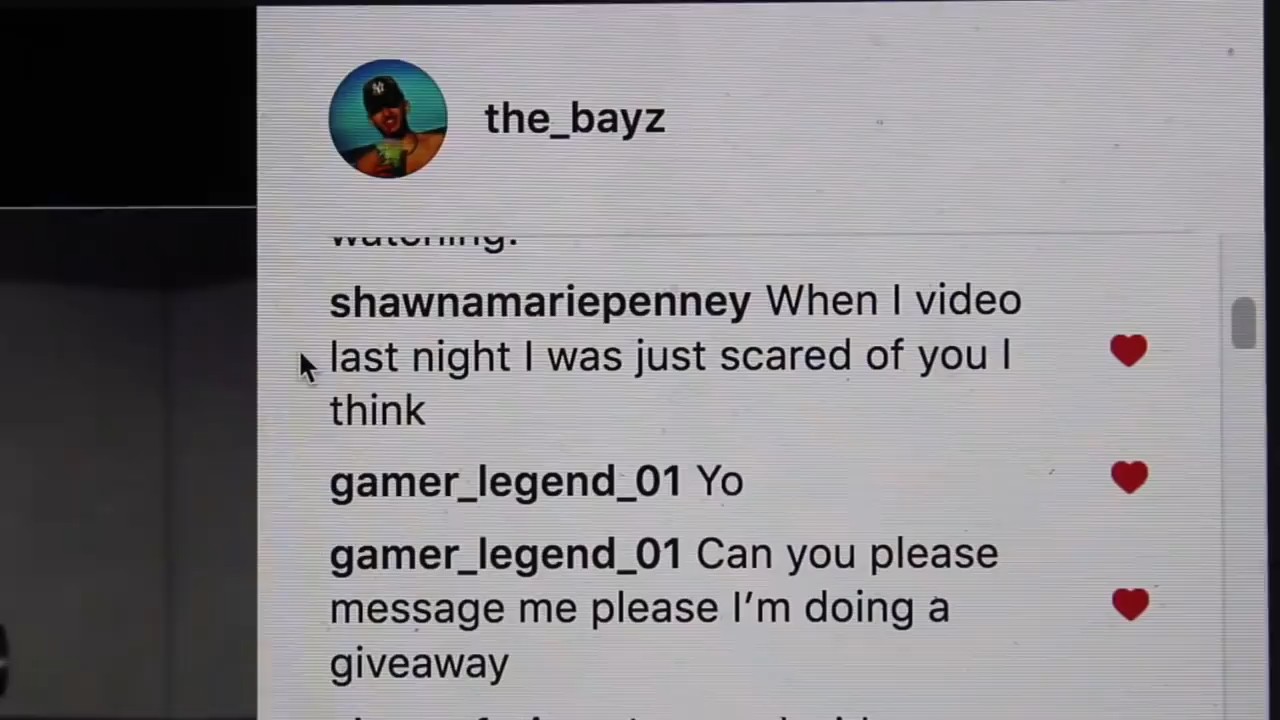 the_bayz
watching.
shawnamariepenney When I video
last night I was just scared of you I
think
gamer_legend_01 Yo
gamer_legend_01 Can you please
message me please I’m doing a
giveaway